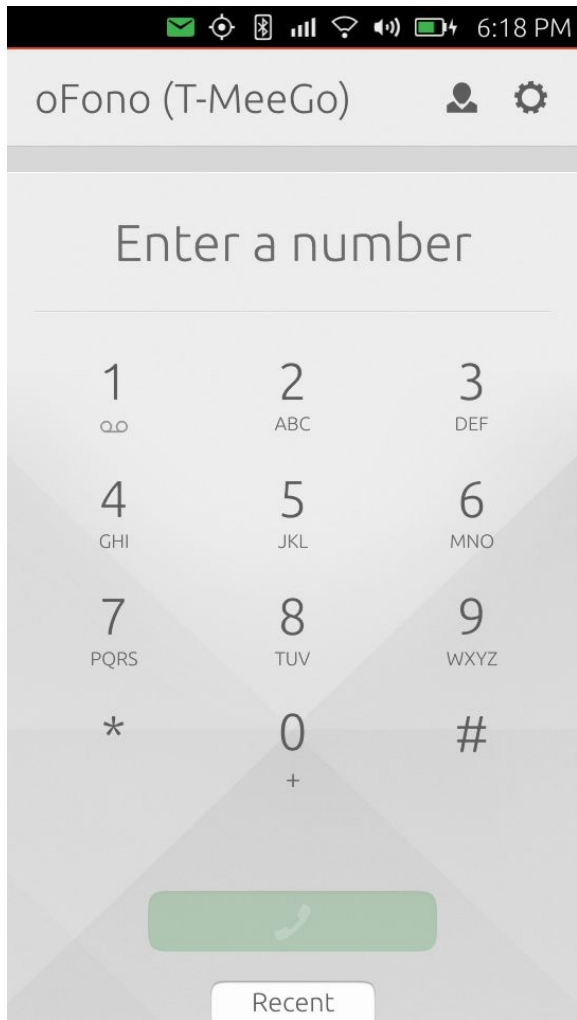 6:18 PM
oFono (T-MeeGo)
Enter a number
1 2 3
ABC DEF
4 5 6
GHI JKL MNO
7 8 9
PQRS TUV WXYZ
* 0 #
+
Recent